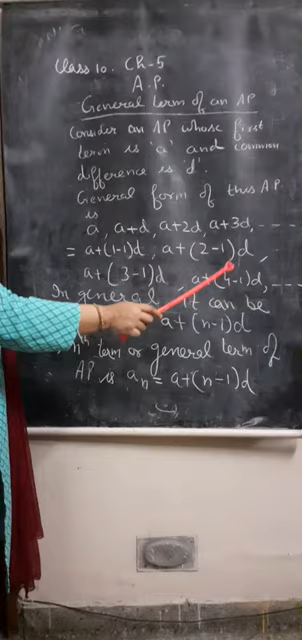 Class 10. Ch-5
A.P.
General term of an AP
Consider an AP whose first
term is 'a' and common
difference is 'd'.
General form of this A.P.
is
a, a+d, a+2d, a+3d, ---
= a+(1-1)d, a+(2-1)d,
a+(3-1)d, a+(4-1)d, ---
In general, it can be
a+(n-1)d
nth term or general term of
AP is an = a+(n-1)d